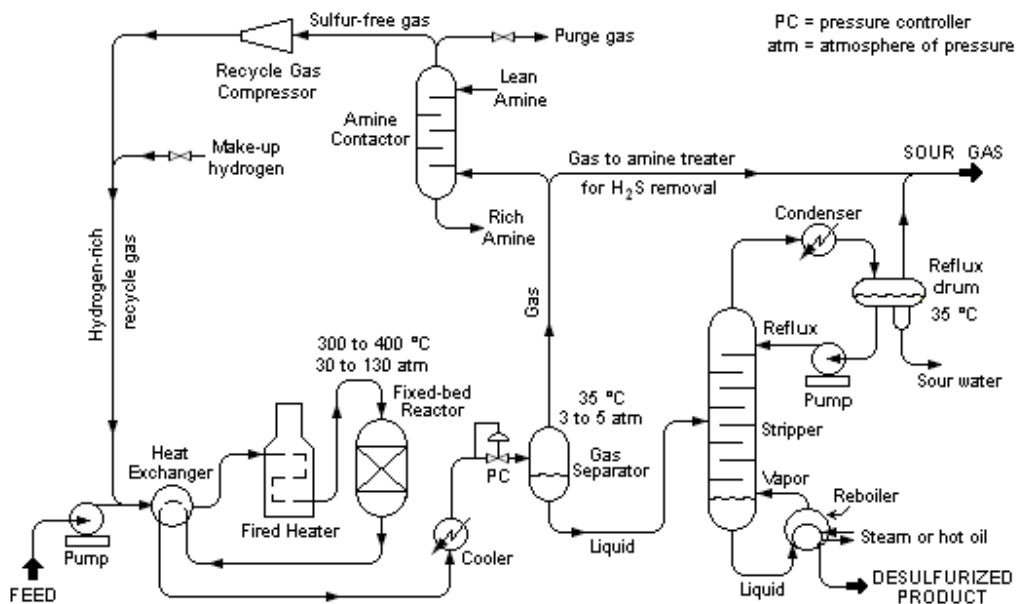 Sulfur-free gas
Purge gas
PC = pressure controller
atm = atmosphere of pressure
Recycle Gas
Compressor
Lean
Amine
Amine
Contactor
Make-up
hydrogen
Gas to amine treater
for H₂S removal
SOUR GAS
Rich
Amine
Condenser
Hydrogen-rich
recycle gas
Gas
Reflux
drum
35 ºC
300 to 400 ºC
30 to 130 atm
Fixed-bed
Reactor
Reflux
Pump
Sour water
35 ºC
3 to 5 atm
Gas
Separator
Stripper
Heat
Exchanger
PC
Vapor
Reboiler
Fired Heater
Pump
Cooler
Liquid
Steam or hot oil
FEED
Liquid
DESULFURIZED
PRODUCT